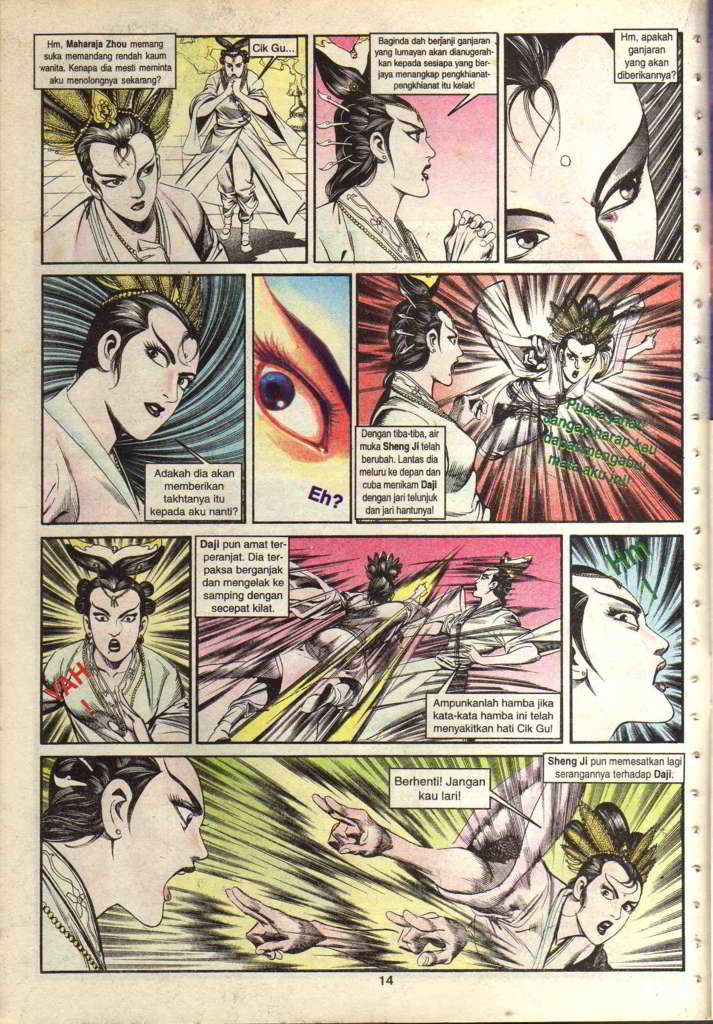 Hm, Maharaja Zhou memang
suka memandang rendah kaum
wanita. Kenapa dia mesti meminta
aku menolongnya sekarang?
Cik Gu...
Baginda dah berjanji ganjaran
yang lumayan akan dianugerah-
kan kepada sesiapa yang ber-
jaya menangkap pengkhianat-
pengkhianat itu kelak!
Hm, apakah
ganjaran
yang akan
diberikannya?
Adakah dia akan
memberikan
takhtanya itu
kepada aku nanti?
Eh?
Dengan tiba-tiba, air
muka Sheng Ji telah
berubah. Lantas dia
meluru ke depan dan
cuba menikam Daji
dengan jari telunjuk
dan jari hantunya!
jangan harap kau
dapat mengabui
mata aku ini!
YAH
!
Daji pun amat ter-
peranjat. Dia ter-
paksa berganjak
dan mengelak ke
samping dengan
secepat kilat.
Ampunkanlah hamba jika
kata-kata hamba ini telah
menyakitkan hati Cik Gu!
HM
!
Berhenti! Jangan
kau lari!
Sheng Ji pun memesatkan lagi
serangannya terhadap Daji.
14